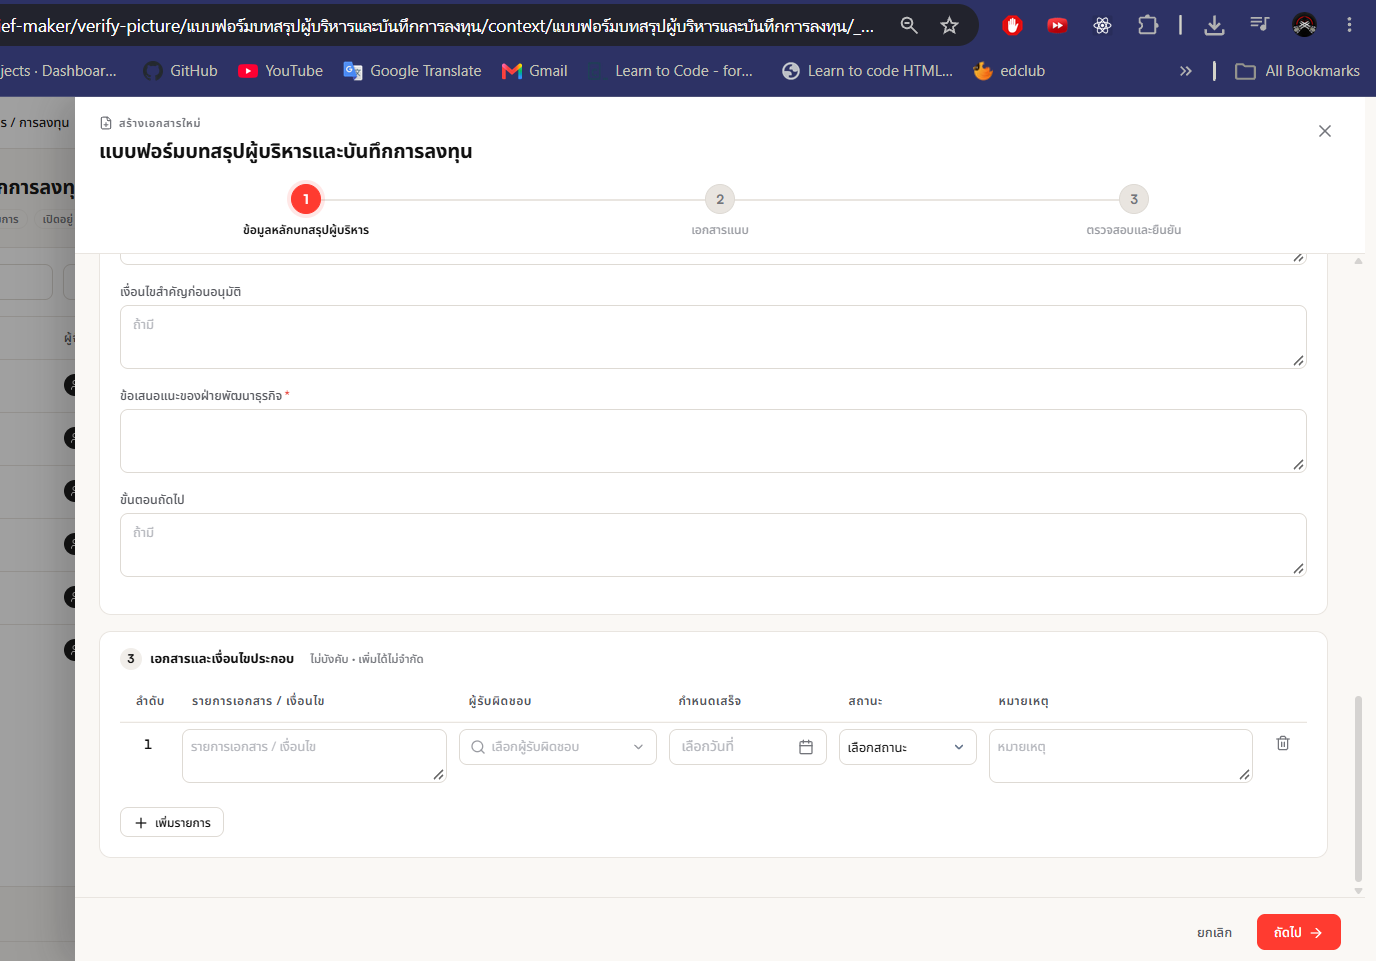 ief-maker/verify-picture/แบบฟอร์มบทสรุปผู้บริหารและบันทึกการลงทุน/context/แบบฟอร์มบทสรุปผู้บริหารและบันทึกการลงทุน/_...
jects · Dashboar... GitHub YouTube Google Translate Gmail Learn to Code - for... Learn to code HTML... edclub » All Bookmarks
ร / การลงทุน
สร้างเอกสารใหม่
แบบฟอร์มบทสรุปผู้บริหารและบันทึกการลงทุน
กการลงทุ
เปิดอยู่
1 2 3
ข้อมูลหลักบทสรุปผู้บริหาร เอกสารแนบ ตรวจสอบและยืนยัน
เงื่อนไขสำคัญก่อนอนุมัติ
ถ้ามี
ข้อเสนอแนะของฝ่ายพัฒนาธุรกิจ *
ขั้นตอนถัดไป
ถ้ามี
3 เอกสารและเงื่อนไขประกอบ ไม่บังคับ • เพิ่มได้ไม่จำกัด
ลำดับ รายการเอกสาร / เงื่อนไข ผู้รับผิดชอบ กำหนดเสร็จ สถานะ หมายเหตุ
1 รายการเอกสาร / เงื่อนไข เลือกผู้รับผิดชอบ เลือกวันที่ เลือกสถานะ หมายเหตุ
+ เพิ่มรายการ
ยกเลิก ถัดไป →